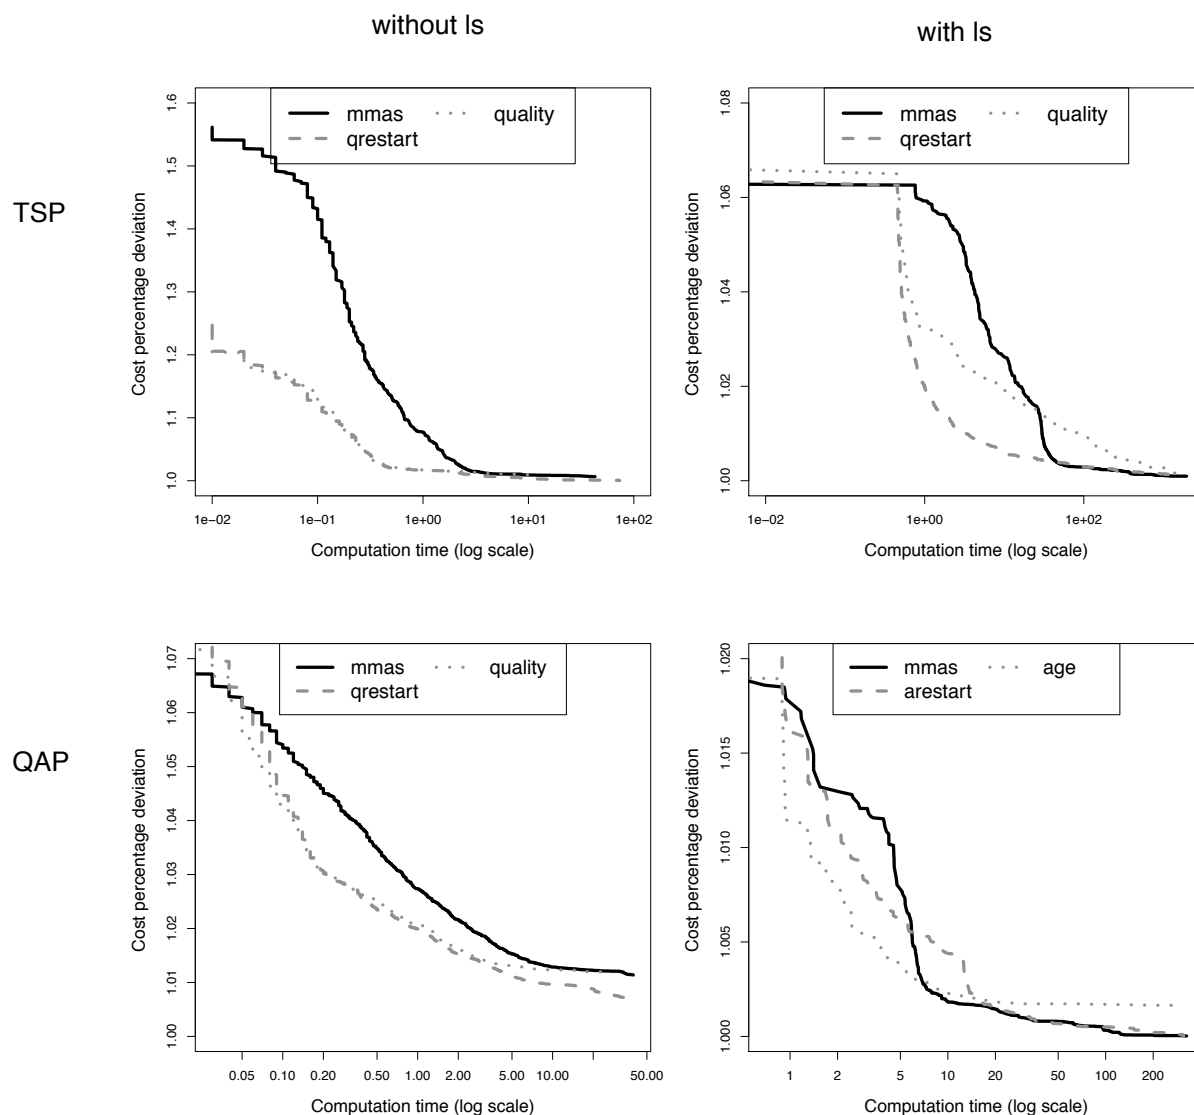 without ls
with ls
TSP
mmas quality
qrestart
Cost percentage deviation
1.0 1.1 1.2 1.3 1.4 1.5 1.6
1e−02 1e−01 1e+00 1e+01 1e+02
Computation time (log scale)
mmas quality
qrestart
Cost percentage deviation
1.00 1.02 1.04 1.06 1.08
1e−02 1e+00 1e+02
Computation time (log scale)
QAP
mmas quality
qrestart
Cost percentage deviation
1.00 1.01 1.02 1.03 1.04 1.05 1.06 1.07
0.05 0.10 0.20 0.50 1.00 2.00 5.00 10.00 50.00
Computation time (log scale)
mmas age
arestart
Cost percentage deviation
1.000 1.005 1.010 1.015 1.020
1 2 5 10 20 50 100 200
Computation time (log scale)